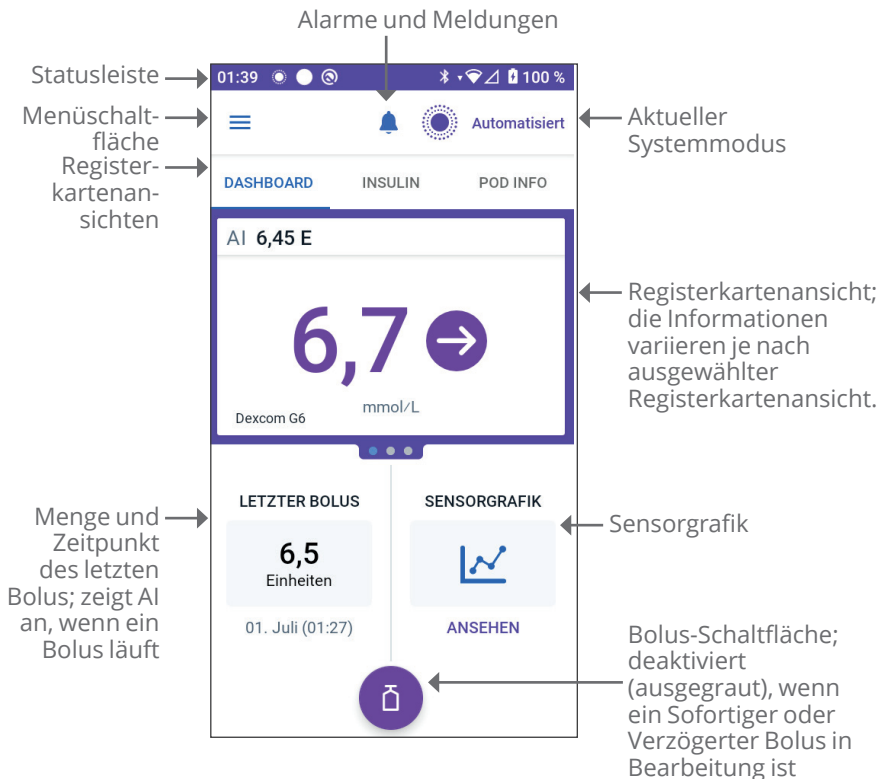 Alarme und Meldungen
Statusleiste
01:39
100 %
Menüschalt-
fläche
Automatisiert
Aktueller
Systemmodus
Register-
kartenan-
sichten
DASHBOARD
INSULIN
POD INFO
AI 6,45 E
6,7
mmol/L
Dexcom G6
Registerkartenansicht;
die Informationen
variieren je nach
ausgewählter
Registerkartenansicht.
Menge und
Zeitpunkt
des letzten
Bolus; zeigt AI
an, wenn ein
Bolus läuft
LETZTER BOLUS
6,5
Einheiten
01. Juli (01:27)
SENSORGRAFIK
ANSEHEN
Sensorgrafik
Bolus-Schaltfläche;
deaktiviert
(ausgegraut), wenn
ein Sofortiger oder
Verzögerter Bolus in
Bearbeitung ist